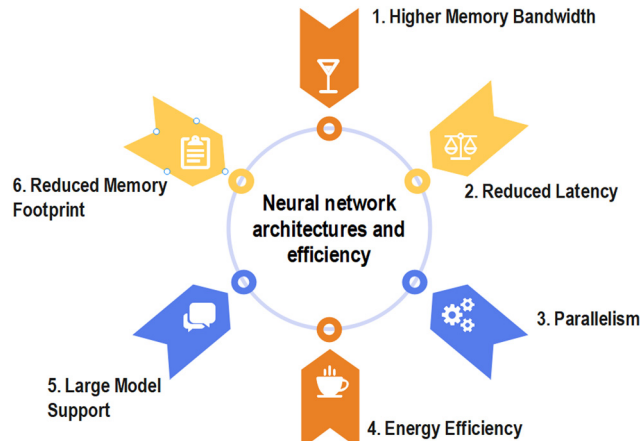 1. Higher Memory Bandwidth
2. Reduced Latency
3. Parallelism
4. Energy Efficiency
5. Large Model
Support
6. Reduced Memory
Footprint
Neural network
architectures and
efficiency